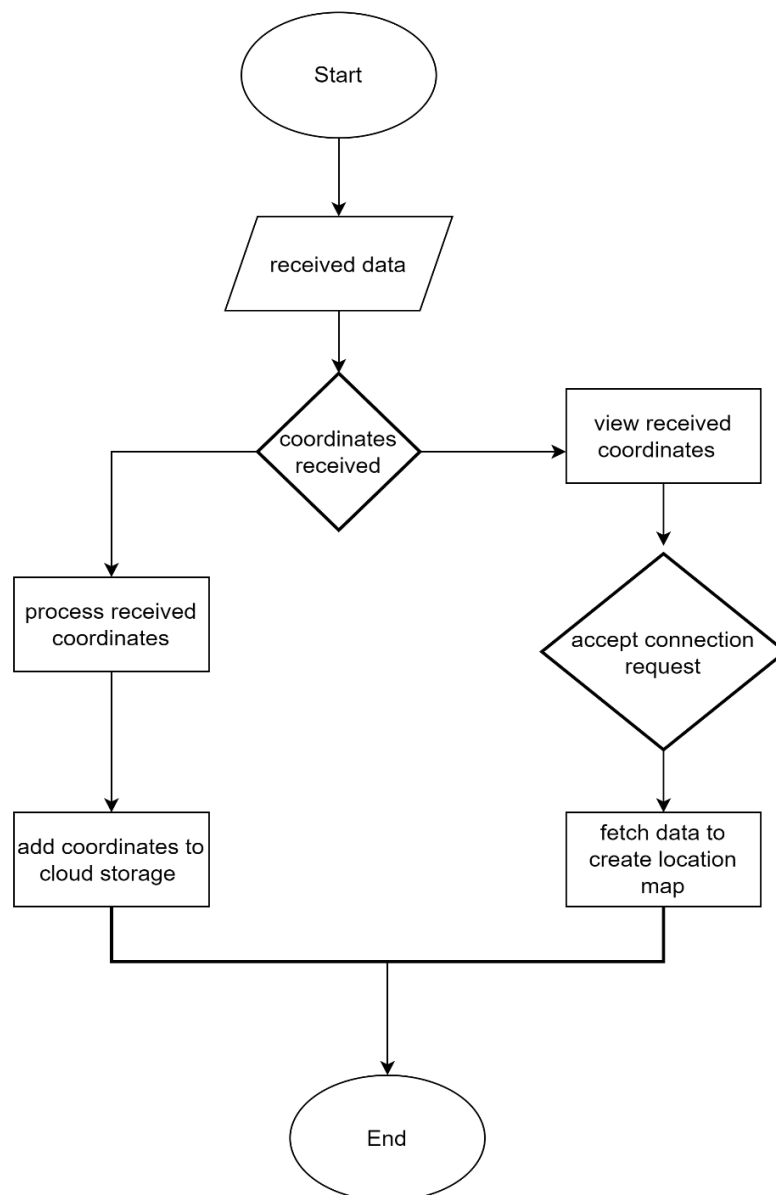 Start
received data
coordinates
received
view received
coordinates
process received
coordinates
accept connection
request
add coordinates to
cloud storage
fetch data to
create location
map
End